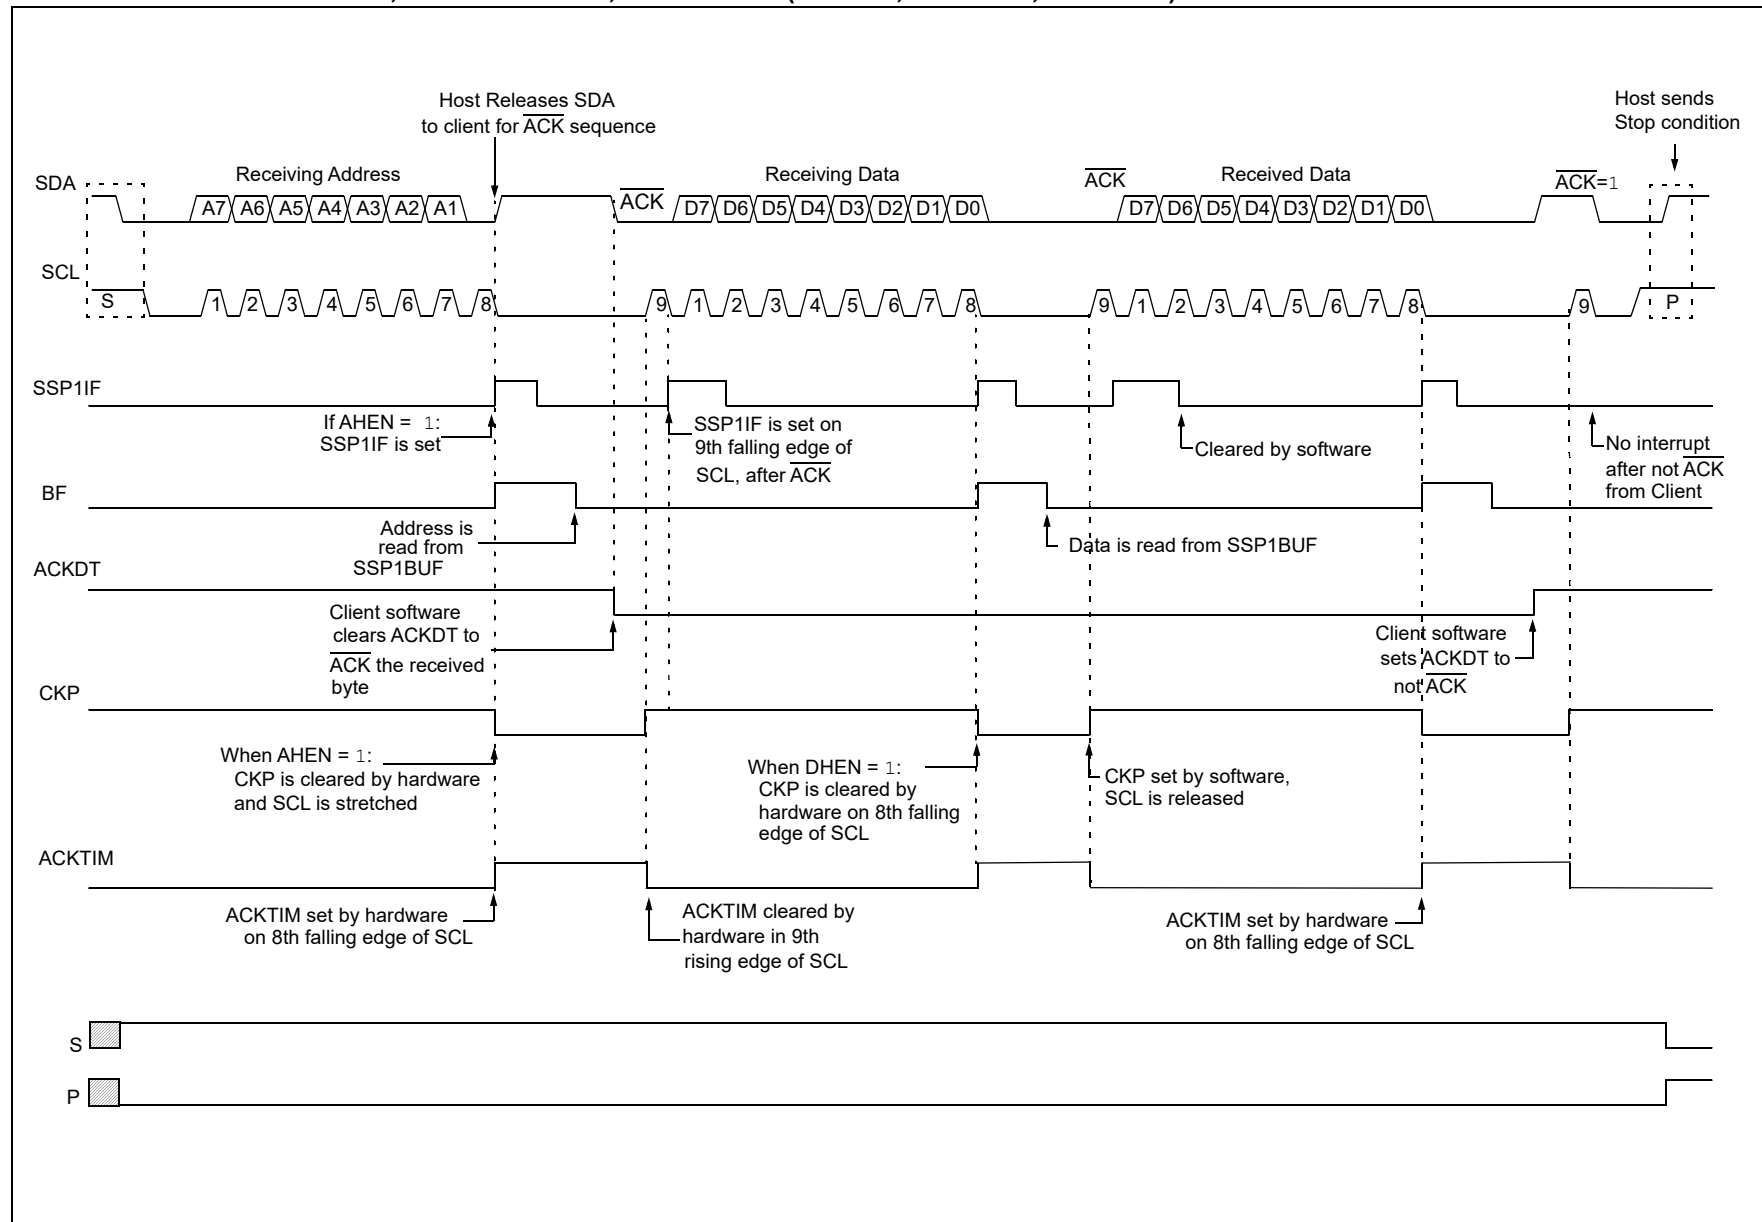 Host Releases SDA
to client for ACK sequence
Host sends
Stop condition
SDA
Receiving Address
ACK
Receiving Data
ACK
Received Data
ACK=1
A7 A6 A5 A4 A3 A2 A1
D7 D6 D5 D4 D3 D2 D1 D0
D7 D6 D5 D4 D3 D2 D1 D0
SCL
S
1 2 3 4 5 6 7 8
9 1 2 3 4 5 6 7 8
9 1 2 3 4 5 6 7 8
9
P
SSP1IF
If AHEN = 1:
SSP1IF is set
SSP1IF is set on
9th falling edge of
SCL, after ACK
Cleared by software
No interrupt
after not ACK
from Client
BF
Address is
read from
SSP1BUF
Data is read from SSP1BUF
ACKDT
Client software
clears ACKDT to
ACK the received
byte
Client software
sets ACKDT to
not ACK
CKP
When AHEN = 1:
CKP is cleared by hardware
and SCL is stretched
When DHEN = 1:
CKP is cleared by
hardware on 8th falling
edge of SCL
CKP set by software,
SCL is released
ACKTIM
ACKTIM set by hardware
on 8th falling edge of SCL
ACKTIM cleared by
hardware in 9th
rising edge of SCL
ACKTIM set by hardware
on 8th falling edge of SCL
S
P